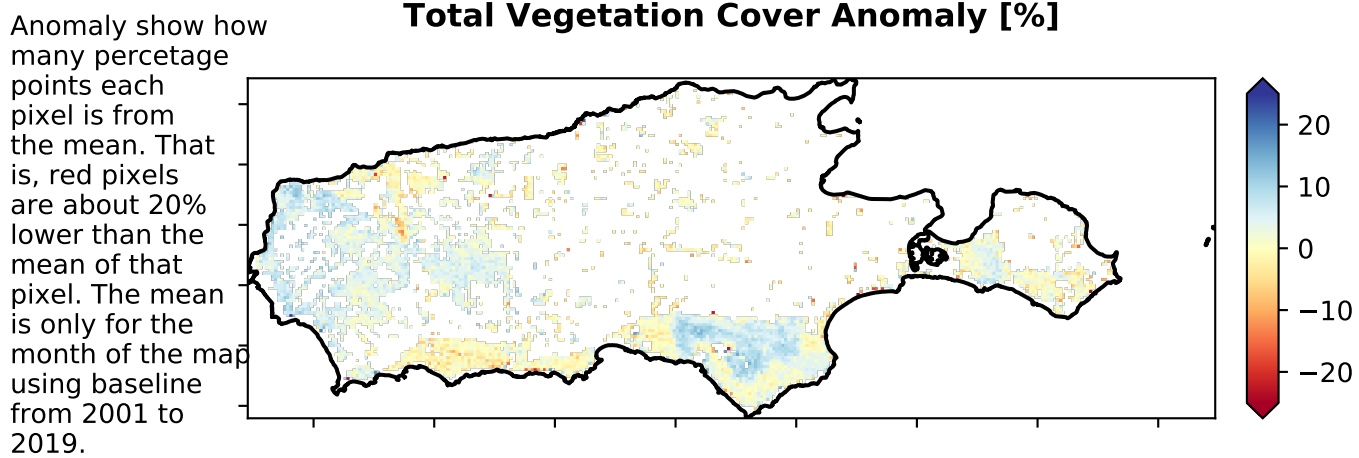 Total Vegetation Cover Anomaly [%]
Anomaly show how
many percetage
points each
pixel is from
the mean. That
is, red pixels
are about 20%
lower than the
mean of that
pixel. The mean
is only for the
month of the map
using baseline
from 2001 to
2019.
20
10
0
−10
−20